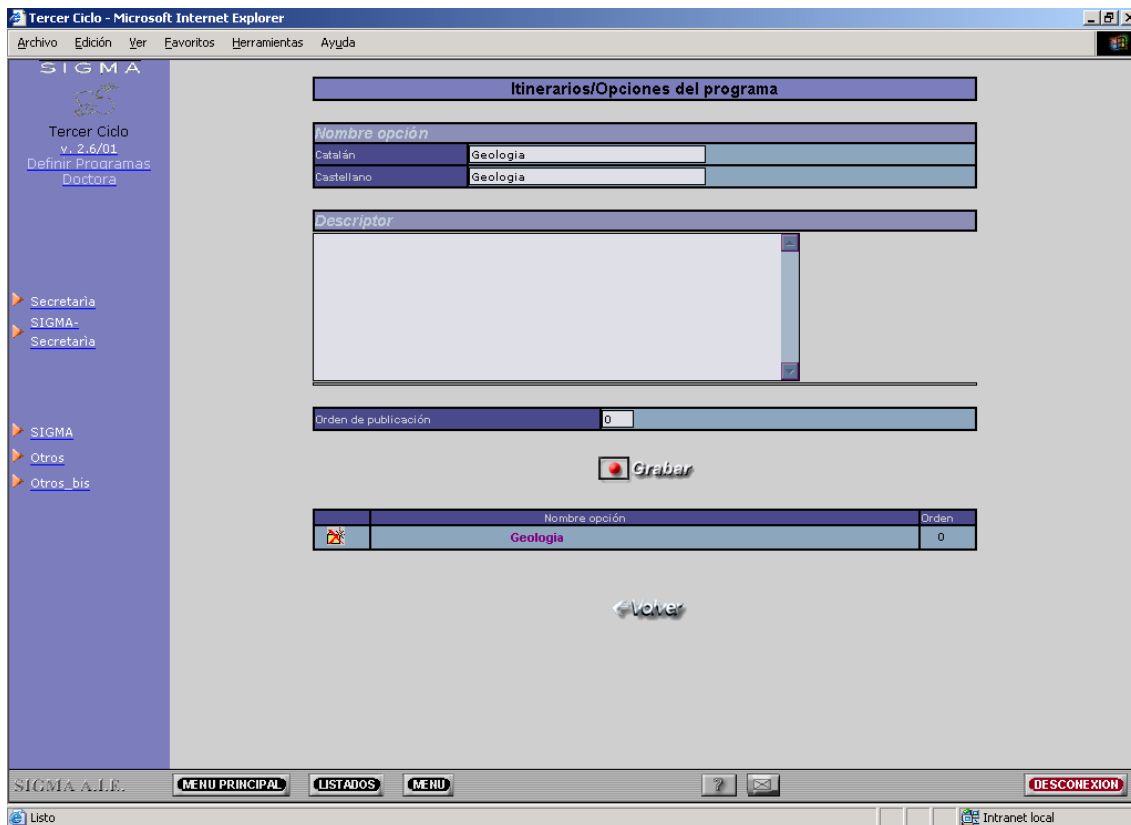 Tercer Ciclo - Microsoft Internet Explorer
Archivo Edición Ver Favoritos Herramientas Ayuda
SIGMA
Tercer Ciclo
v. 2.6/01
Definir Programas
Doctora
Secretarìa
SIGMA-
Secretarìa
SIGMA
Otros
Otros_bis
Itinerarios/Opciones del programa
Nombre opción
Catalán Geologia
Castellano Geologia
Descriptor
Orden de publicación 0
Grabar
Nombre opción Orden
Geologia 0
Volver
SIGMA A.I.E. MENU PRINCIPAL LISTADOS MENU ? DESCONEXION
Listo Intranet local